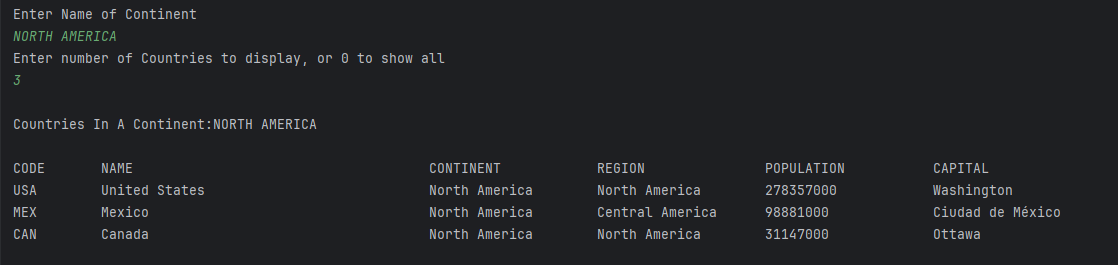 Enter Name of Continent
NORTH AMERICA
Enter number of Countries to display, or 0 to show all
3
Countries In A Continent:NORTH AMERICA
CODE NAME CONTINENT REGION POPULATION CAPITAL
USA United States North America North America 278357000 Washington
MEX Mexico North America Central America 98881000 Ciudad de México
CAN Canada North America North America 31147000 Ottawa